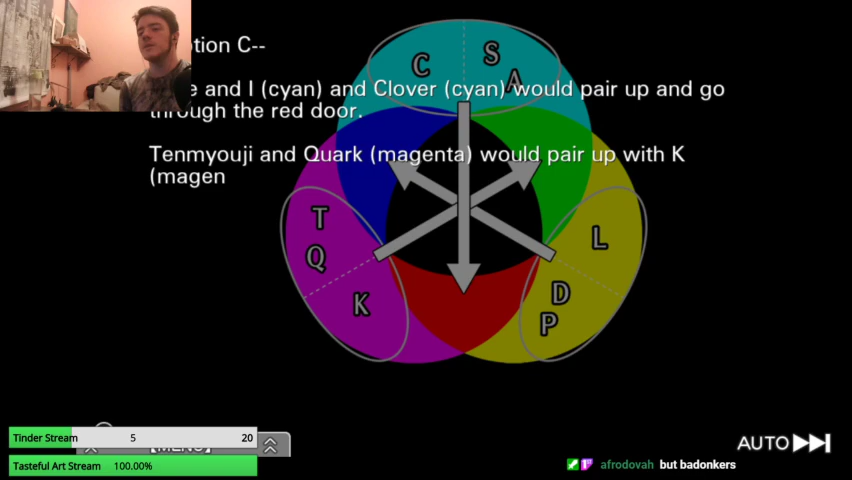 tion C--
e and I (cyan) and Clover (cyan) would pair up and go
through the red door.
Tenmyouji and Quark (magenta) would pair up with K
(magen
C
S
A
T
Q
K
L
D
P
Tinder Stream 5 20
[MENU]
Tasteful Art Stream 100.00%
AUTO
afrodovah but badonkers